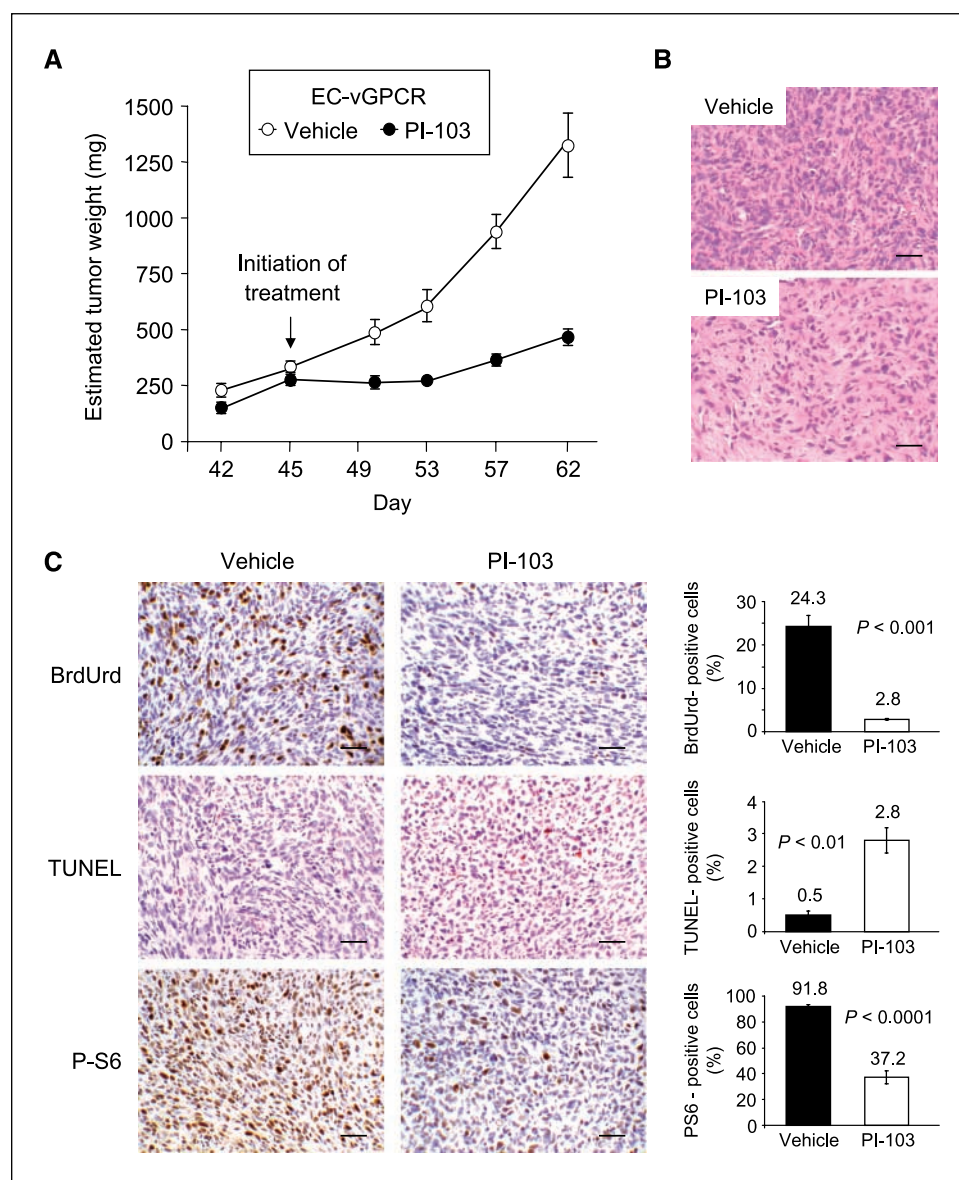 A
EC-vGPCR
Vehicle PI-103
Estimated tumor weight (mg)
1500
1250
1000
750
500
250
0
Initiation of
treatment
42 45 49 53 57 62
Day
B
Vehicle
PI-103
C
Vehicle PI-103
BrdUrd
TUNEL
P-S6
BrdUrd- positive cells
(%)
30
20
25
10
0
24.3
P < 0.001
2.8
Vehicle PI-103
TUNEL- positive cells
(%)
4
3
2
1
0
2.8
P < 0.01
0.5
Vehicle PI-103
PS6 - positive cells
(%)
100
80
60
40
20
0
91.8
P < 0.0001
37.2
Vehicle PI-103